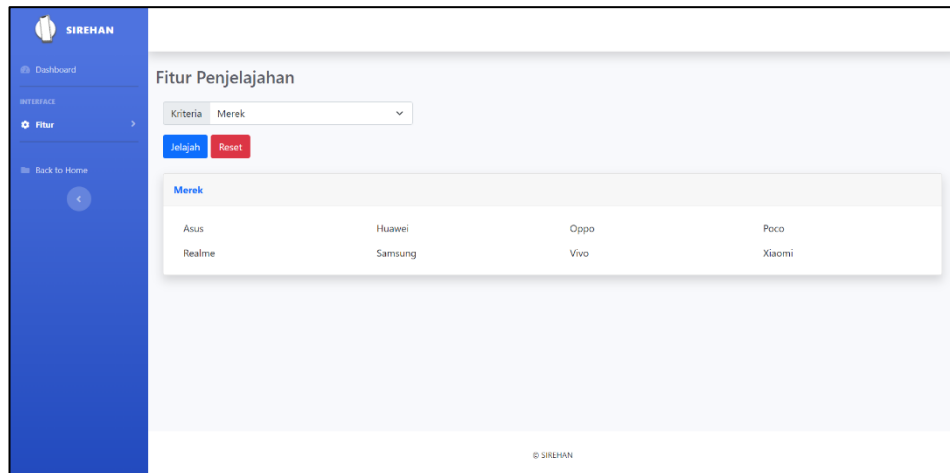 SIREHAN
Dashboard
INTERFACE
Fitur
Back to Home
Fitur Penjelajahan
Kriteria Merek
Jelajah Reset
Merek
Asus Huawei Oppo Poco
Realme Samsung Vivo Xiaomi
© SIREHAN